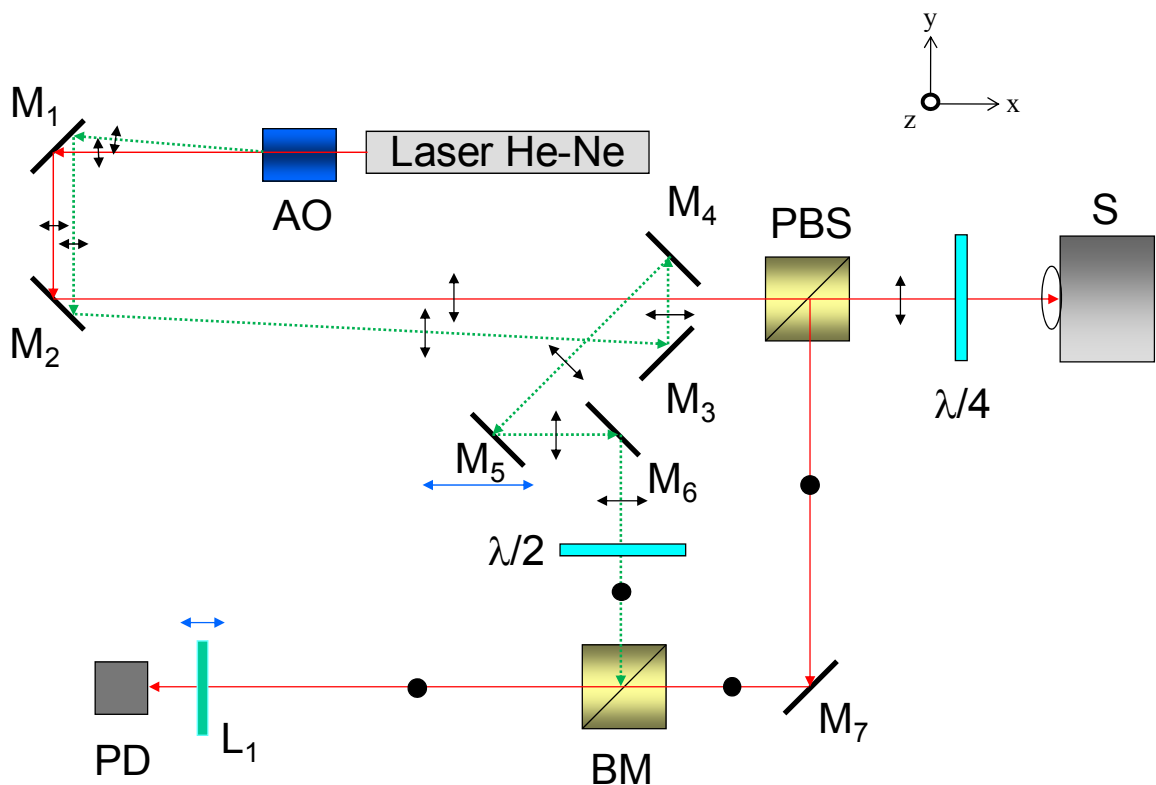 y
z
x
M₁
Laser He-Ne
AO
M₄
PBS
S
M₂
M₃
λ/4
M₅
M₆
λ/2
M₇
L₁
PD
BM